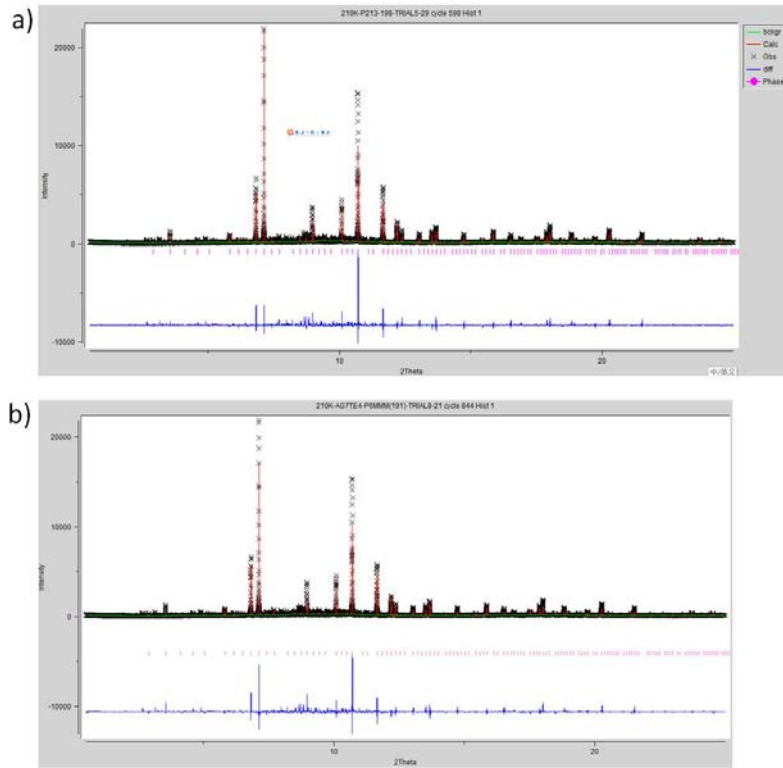 a)
210K-P213-198-TRIAL5-29 cycle 598 Hist 1
bckgr
Calc
Obs
diff
Phase
20000
10000
0
-10000
Intensity
10
20
2Theta
b)
210K-AG7TE4-P6MMM(191)-TRIAL8-21 cycle 844 Hist 1
20000
10000
0
-10000
Intensity
10
20
2Theta